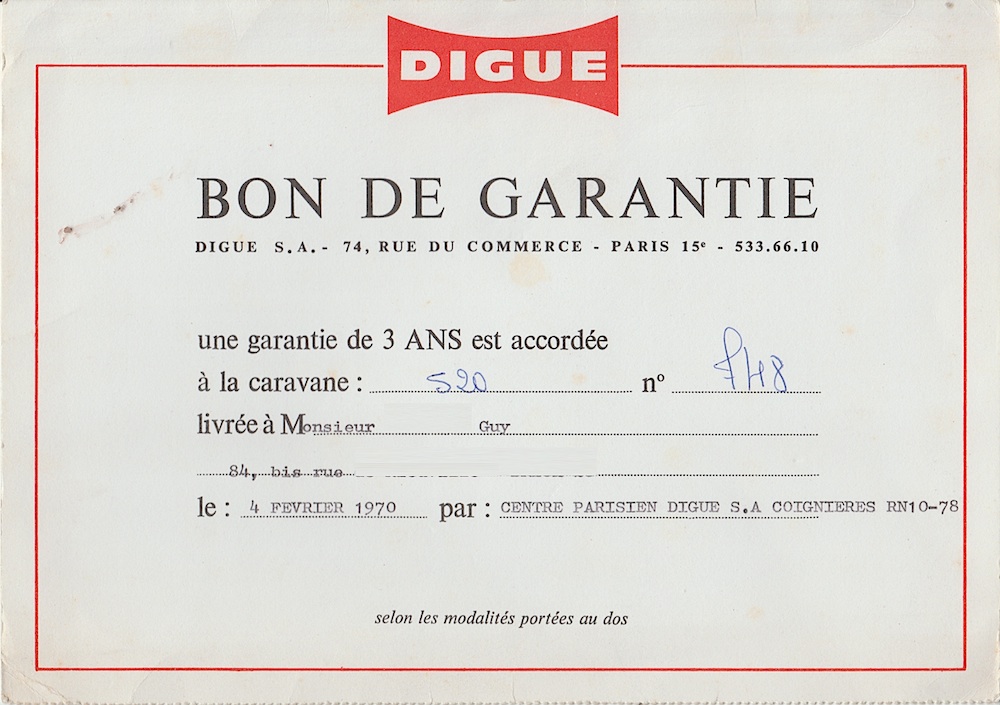 DIGUE
BON DE GARANTIE
DIGUE S.A. - 74, RUE DU COMMERCE - PARIS 15e - 533.66.10
une garantie de 3 ANS est accordée
à la caravane : 520 nº 748
livrée à Monsieur Guy
84, bis rue
le : 4 FEVRIER 1970 par : CENTRE PARISIEN DIGUE S.A COIGNIERES RN10-78
selon les modalités portées au dos